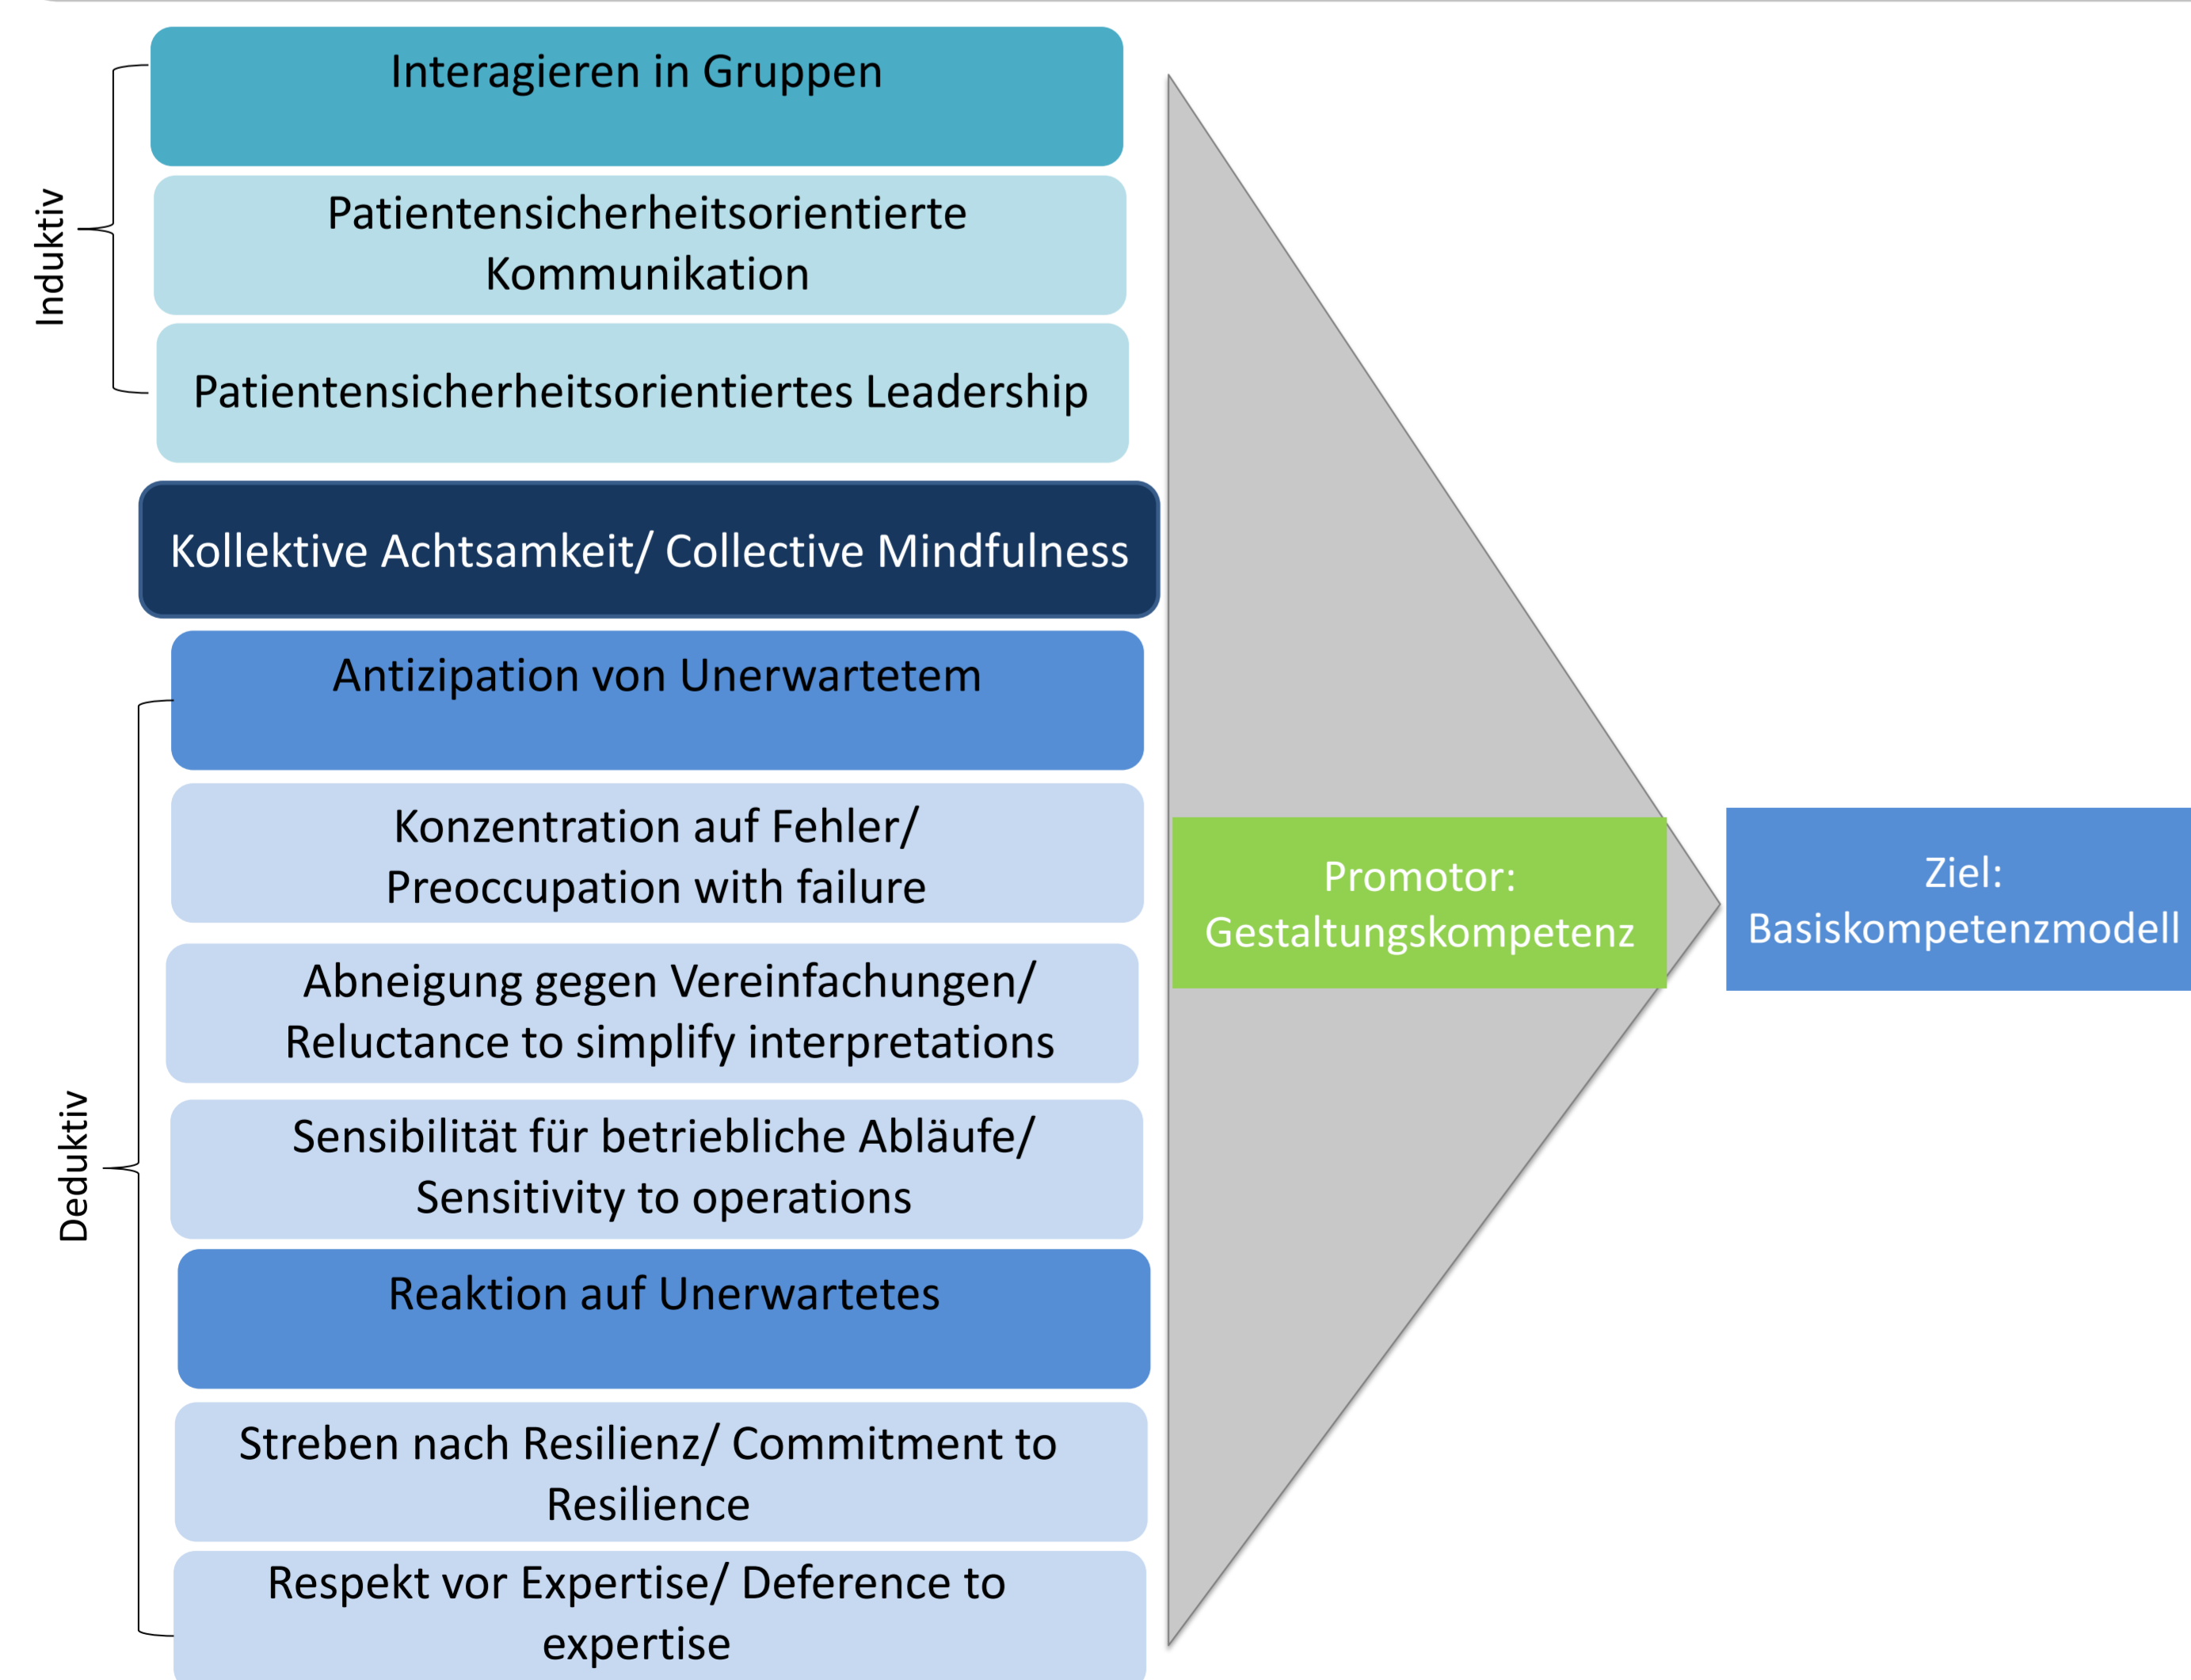 Induktiv
Interagieren in Gruppen
Patientensicherheitsorientierte
Kommunikation
Patientensicherheitsorientiertes Leadership
Kollektive Achtsamkeit/ Collective Mindfulness
Deduktiv
Antizipation von Unerwartetem
Konzentration auf Fehler/
Preoccupation with failure
Abneigung gegen Vereinfachungen/
Reluctance to simplify interpretations
Sensibilität für betriebliche Abläufe/
Sensitivity to operations
Reaktion auf Unerwartetes
Streben nach Resilienz/ Commitment to
Resilience
Respekt vor Expertise/ Deference to
expertise
Promotor:
Gestaltungskompetenz
Ziel:
Basiskompetenzmodell